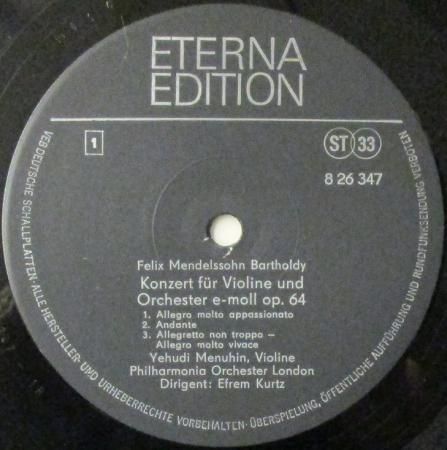 ETERNA
EDITION
1
ST 33
8 26 347
Felix Mendelssohn Bartholdy
Konzert für Violine und
Orchester e-moll op. 64
1. Allegro molto appassionato
2. Andante
3. Allegretto non troppo –
Allegro molto vivace
Yehudi Menuhin, Violine
Philharmonia Orchester London
Dirigent: Efrem Kurtz
VEB DEUTSCHE SCHALLPLATTEN · ALLE HERSTELLER- UND URHEBERRECHTE VORBEHALTEN · ÜBERSPIELUNG, ÖFFENTLICHE AUFFÜHRUNG UND RUNDFUNKSENDUNG VERBOTEN